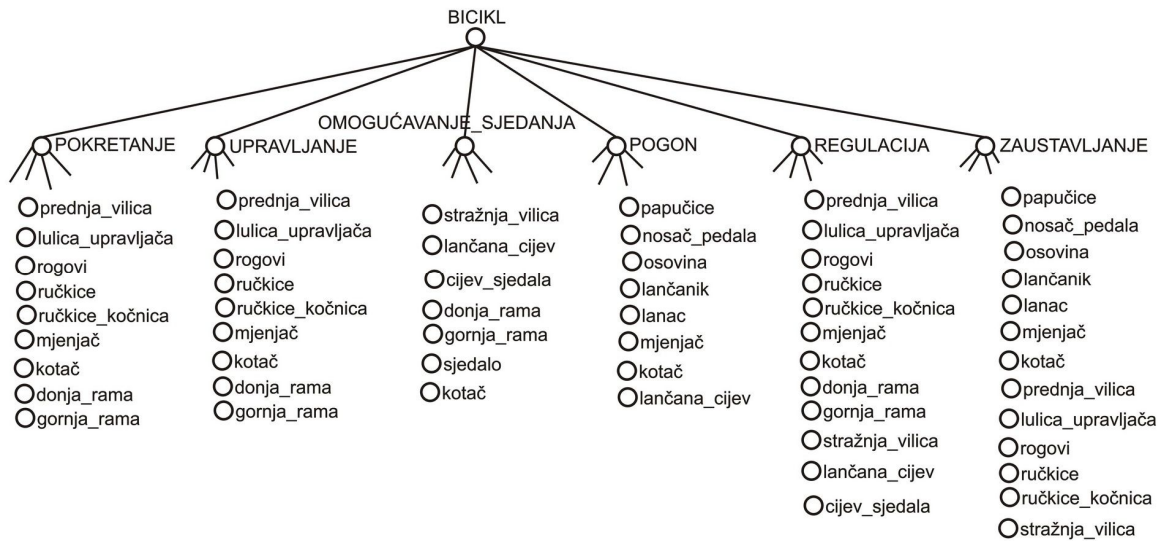 BICIKL
POKRETANJE
prednja_vilica
lulica_upravljača
rogovi
ručkice
ručkice_kočnica
mjenjač
kotač
donja_rama
gornja_rama
UPRAVLJANJE
prednja_vilica
lulica_upravljača
rogovi
ručkice
ručkice_kočnica
mjenjač
kotač
donja_rama
gornja_rama
OMOGUĆAVANJE_SJEDANJA
stražnja_vilica
lančana_cijev
cijev_sjedala
donja_rama
gornja_rama
sjedalo
kotač
POGON
papučice
nosač_pedala
osovina
lančanik
lanac
mjenjač
kotač
lančana_cijev
REGULACIJA
prednja_vilica
lulica_upravljača
rogovi
ručkice
ručkice_kočnica
mjenjač
kotač
donja_rama
gornja_rama
stražnja_vilica
lančana_cijev
cijev_sjedala
ZAUSTAVLJANJE
papučice
nosač_pedala
osovina
lančanik
lanac
mjenjač
kotač
prednja_vilica
lulica_upravljača
rogovi
ručkice
ručkice_kočnica
stražnja_vilica